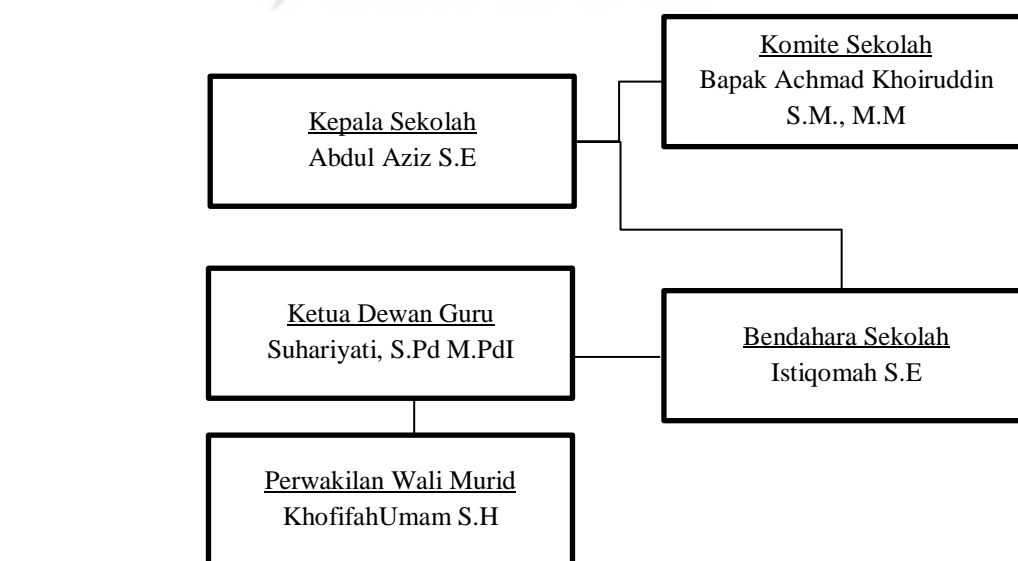 Komite Sekolah
Bapak Achmad Khoiruddin
S.M., M.M
Kepala Sekolah
Abdul Aziz S.E
Ketua Dewan Guru
Suhariyati, S.Pd M.PdI
Bendahara Sekolah
Istiqomah S.E
Perwakilan Wali Murid
KhofifahUmam S.H